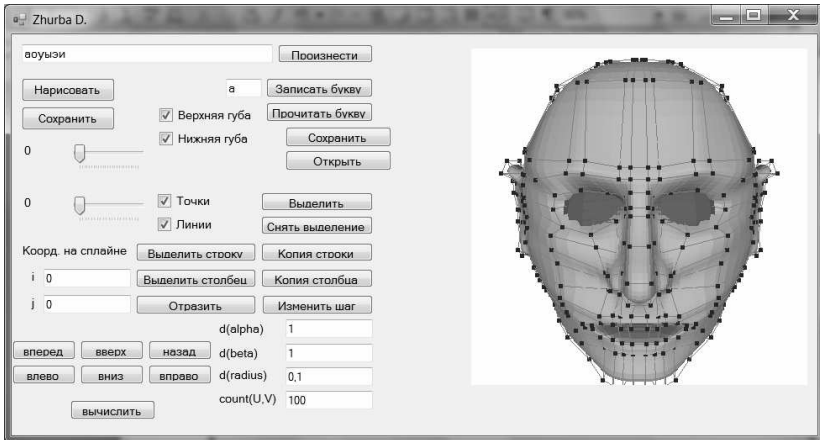 Zhurba D.
аоуыэи Произнести
Нарисовать а Записать букву
Сохранить Верхняя губа Прочитать букву
Нижняя губа Сохранить
0 Открыть
0 Точки Выделить
Линии Снять выделение
Коорд. на сплайне Выделить строку Копия строки
i 0 Выделить столбец Копия столбца
j 0 Отразить Изменить шаг
d(alpha) 1
вперед вверх назад d(beta) 1
влево вниз вправо d(radius) 0,1
count(U,V) 100
вычислить